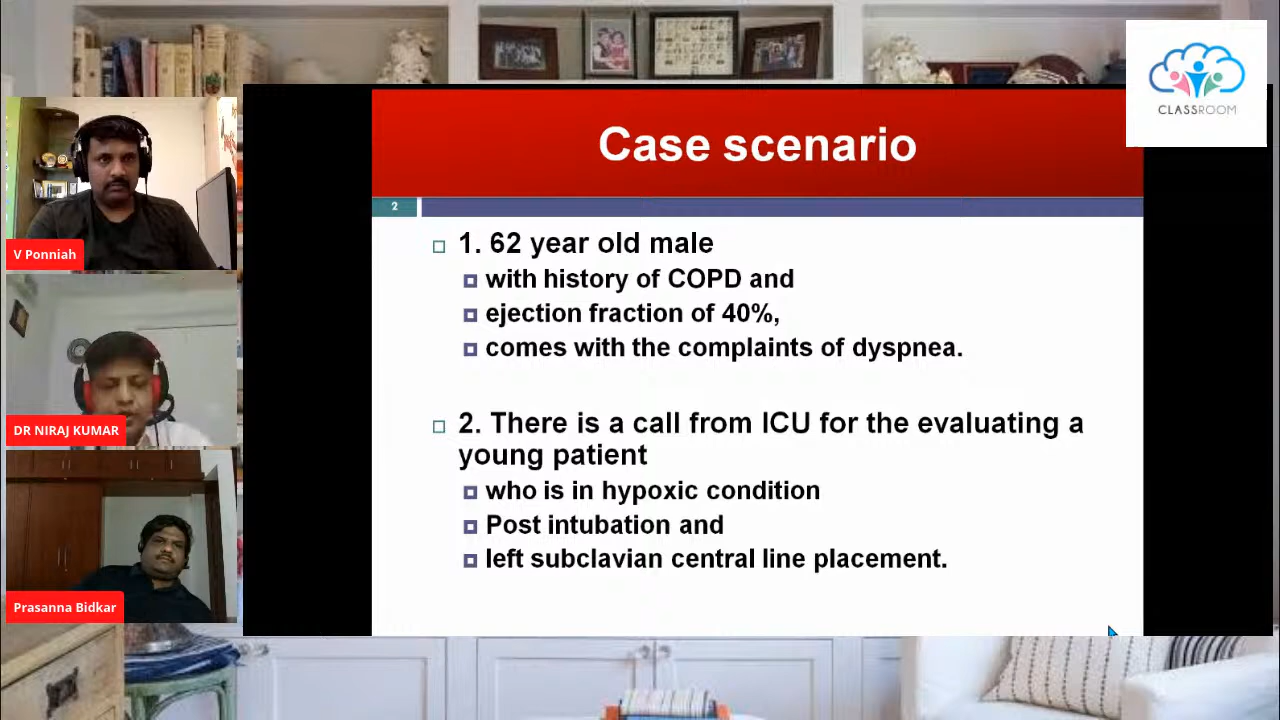 CLASSROOM
V Ponniah
DR NIRAJ KUMAR
Prasanna Bidkar
Case scenario
2
1. 62 year old male
with history of COPD and
ejection fraction of 40%,
comes with the complaints of dyspnea.
2. There is a call from ICU for the evaluating a
young patient
who is in hypoxic condition
Post intubation and
left subclavian central line placement.